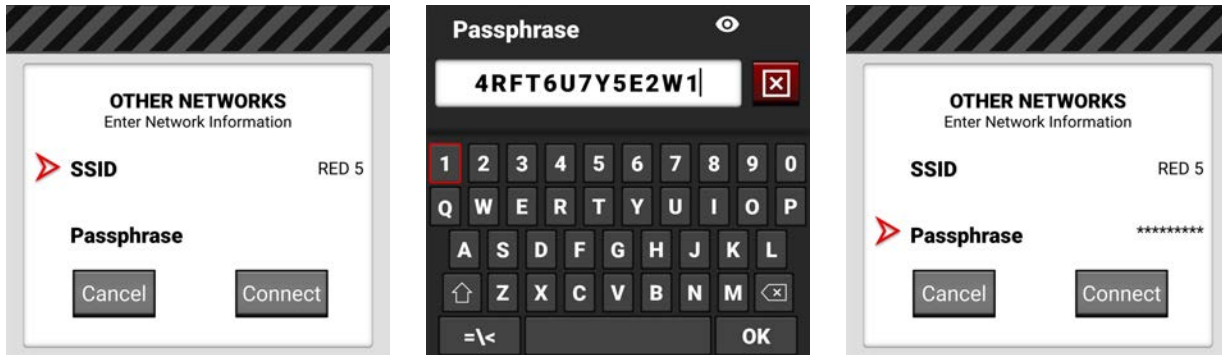 OTHER NETWORKS
Enter Network Information
SSID RED 5
Passphrase
Cancel Connect
Passphrase
4RFT6U7Y5E2W1
1 2 3 4 5 6 7 8 9 0
Q W E R T Y U I O P
A S D F G H J K L
Z X C V B N M
=\< OK
OTHER NETWORKS
Enter Network Information
SSID RED 5
Passphrase *********
Cancel Connect